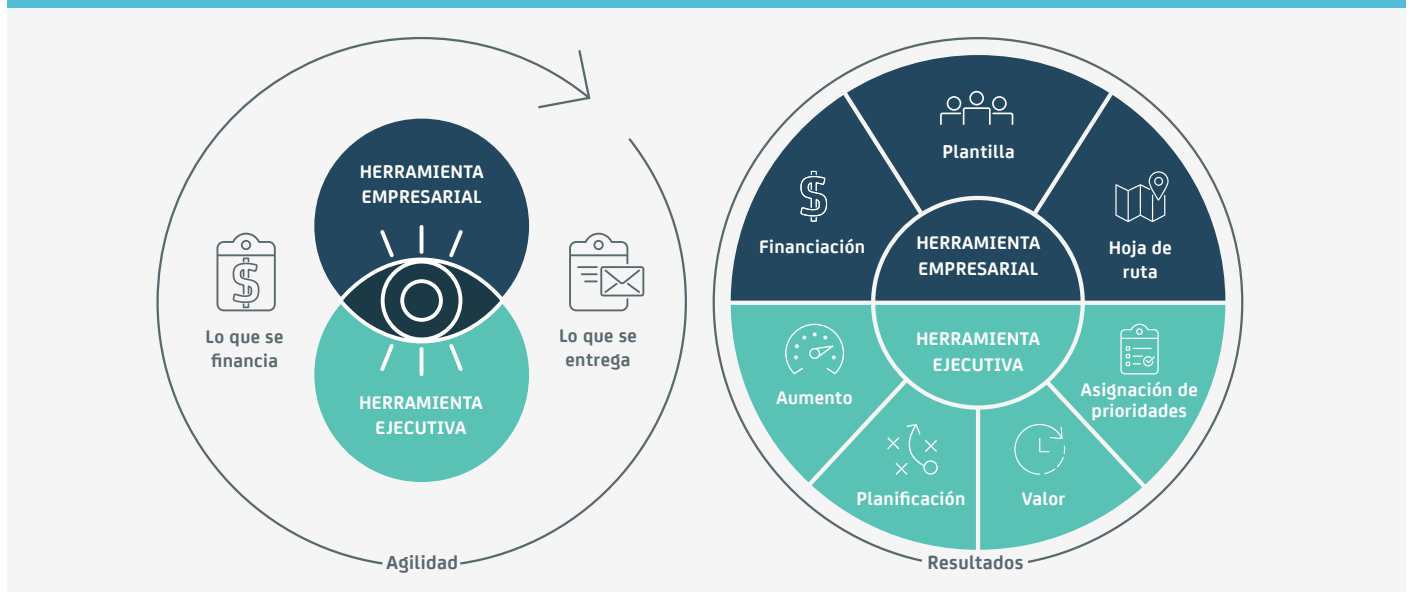 HERRAMIENTA
EMPRESARIAL
Lo que se
financia
Lo que se
entrega
HERRAMIENTA
EJECUTIVA
Agilidad
Plantilla
Financiación
Hoja de
ruta
HERRAMIENTA
EMPRESARIAL
HERRAMIENTA
EJECUTIVA
Aumento
Asignación de
prioridades
Planificación
Valor
Resultados